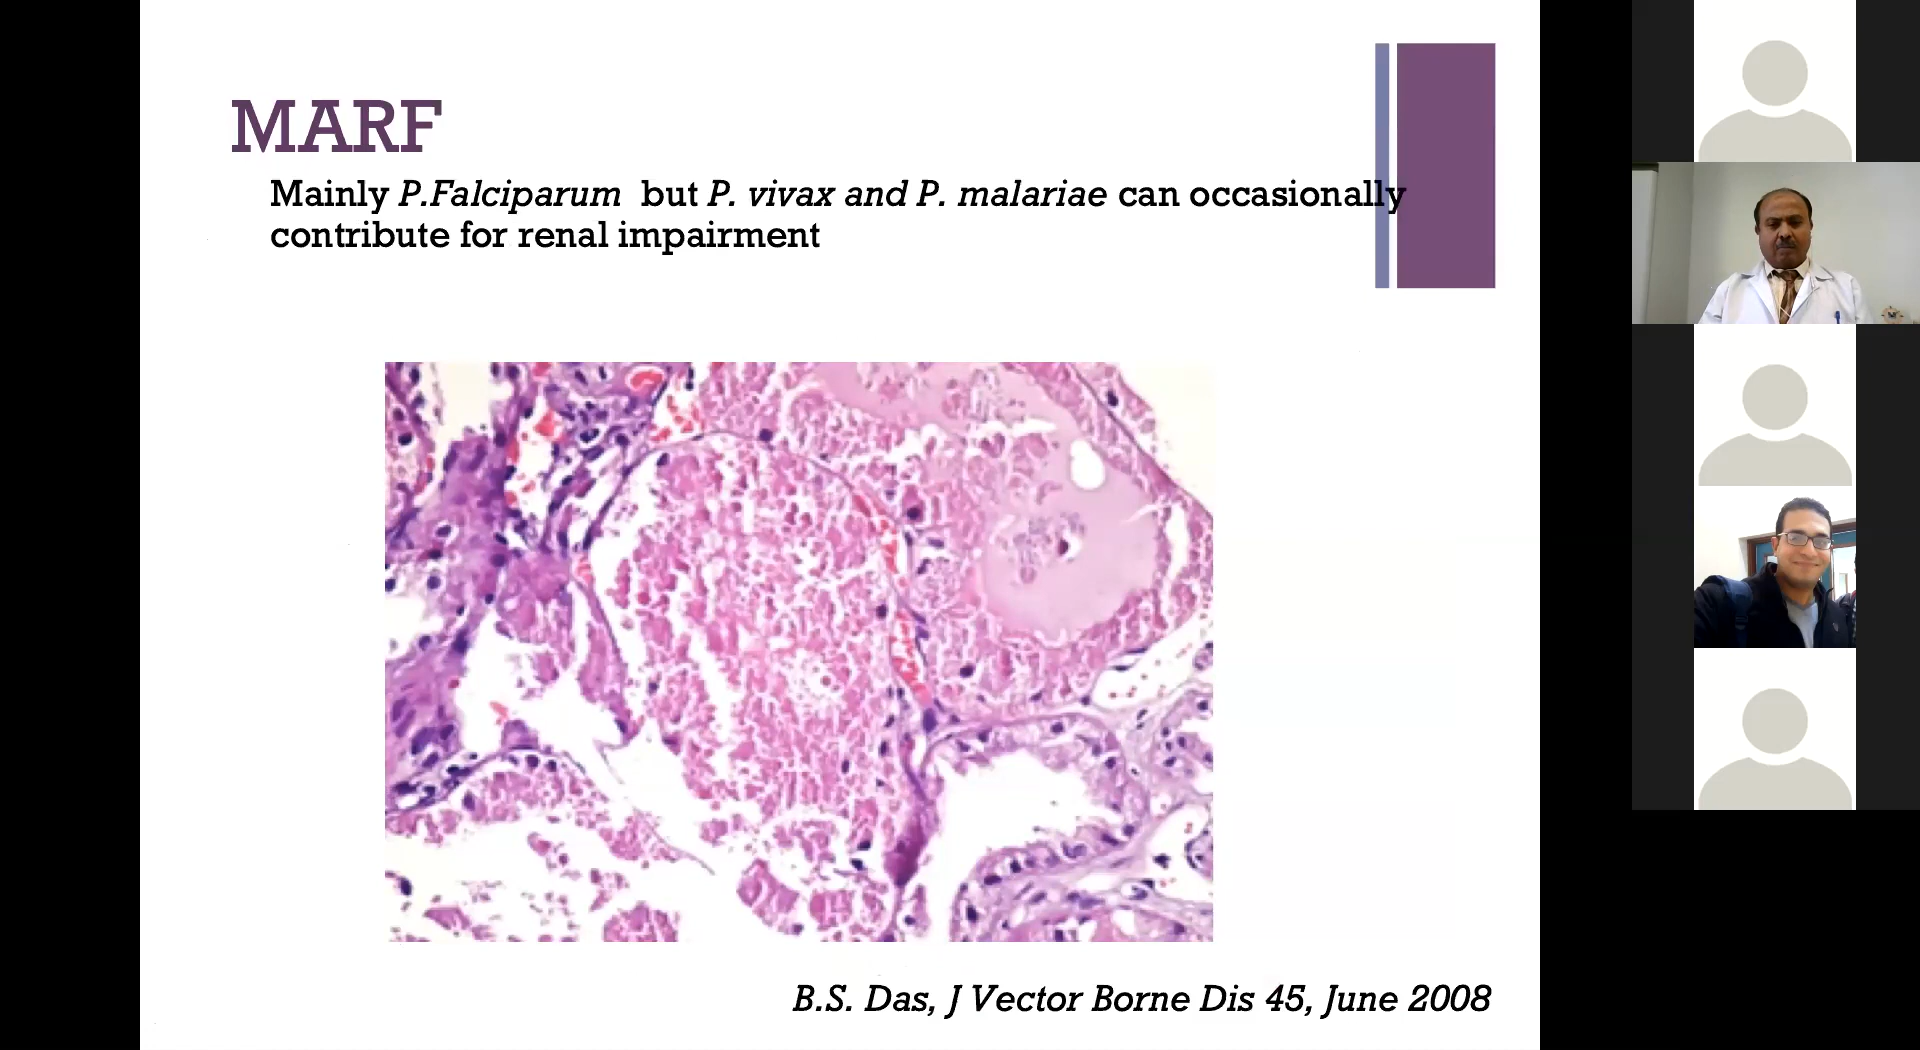 MARF
Mainly P.Falciparum but P. vivax and P. malariae can occasionally
contribute for renal impairment
B.S. Das, J Vector Borne Dis 45, June 2008